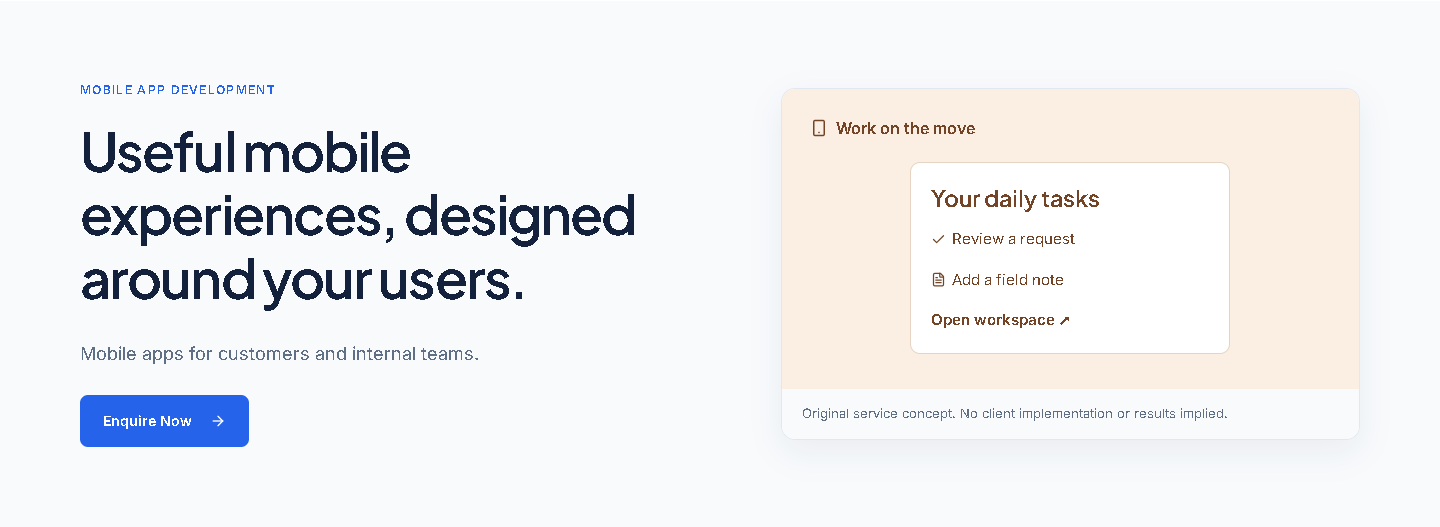 MOBILE APP DEVELOPMENT
Useful mobile
experiences, designed
around your users.
Mobile apps for customers and internal teams.
Enquire Now →
Work on the move
Your daily tasks
✓ Review a request
Add a field note
Open workspace ↗
Original service concept. No client implementation or results implied.